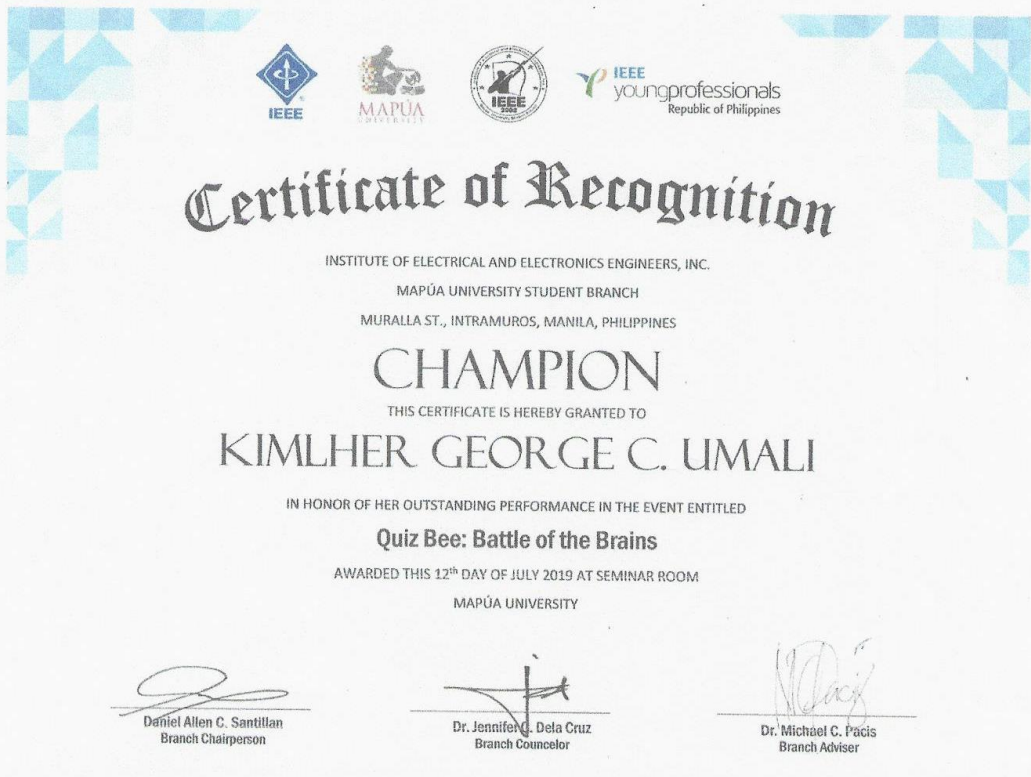 IEEE
MAPÚA
UNIVERSITY
IEEE
IEEE
youngprofessionals
Republic of Philippines
Certificate of Recognition
INSTITUTE OF ELECTRICAL AND ELECTRONICS ENGINEERS, INC.
MAPÚA UNIVERSITY STUDENT BRANCH
MURALLA ST., INTRAMUROS, MANILA, PHILIPPINES
CHAMPION
THIS CERTIFICATE IS HEREBY GRANTED TO
KIMLHER GEORGE C. UMALI
IN HONOR OF HER OUTSTANDING PERFORMANCE IN THE EVENT ENTITLED
Quiz Bee: Battle of the Brains
AWARDED THIS 12th DAY OF JULY 2019 AT SEMINAR ROOM
MAPÚA UNIVERSITY
Daniel Allen C. Santillan
Branch Chairperson
Dr. Jennifer C. Dela Cruz
Branch Councelor
Dr. Michael C. Pacis
Branch Adviser